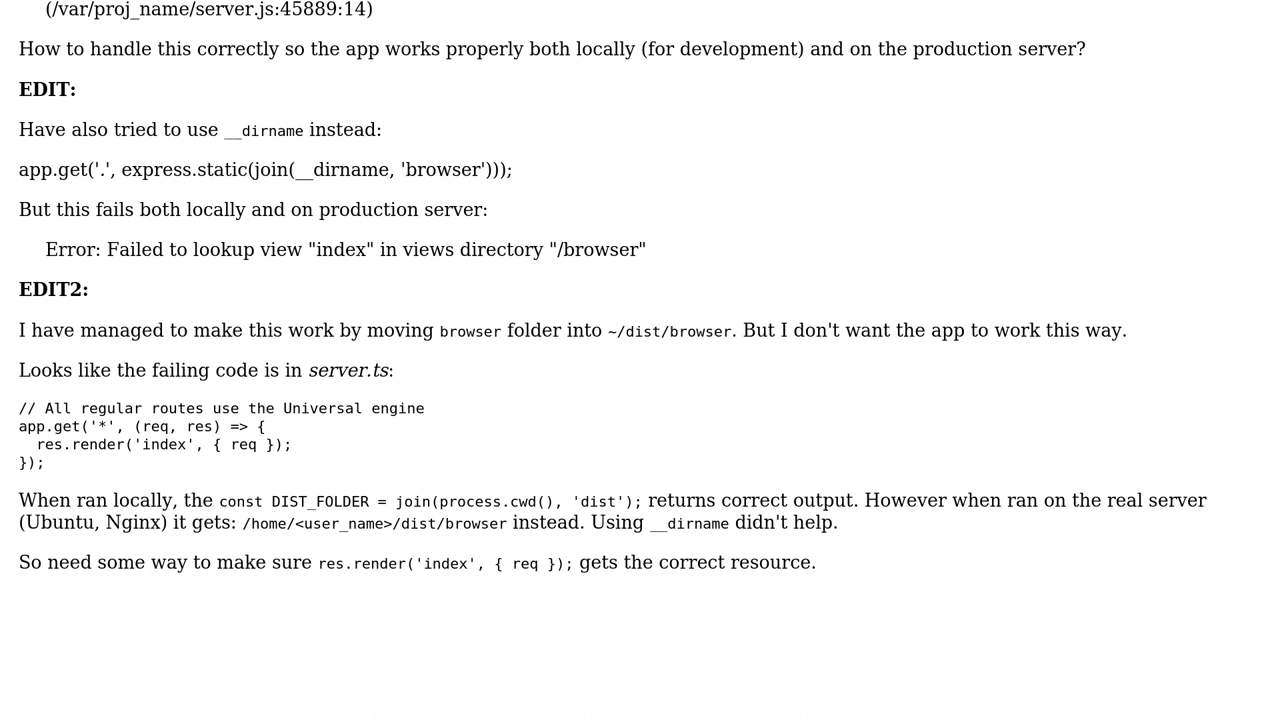 (/var/proj_name/server.js:45889:14)
How to handle this correctly so the app works properly both locally (for development) and on the production server?
EDIT:
Have also tried to use __dirname instead:
app.get('.', express.static(join(__dirname, 'browser')));
But this fails both locally and on production server:
Error: Failed to lookup view "index" in views directory "/browser"
EDIT2:
I have managed to make this work by moving browser folder into ~/dist/browser. But I don't want the app to work this way.
Looks like the failing code is in server.ts:
// All regular routes use the Universal engine
app.get('*', (req, res) => {
  res.render('index', { req });
});
When ran locally, the const DIST_FOLDER = join(process.cwd(), 'dist'); returns correct output. However when ran on the real server
(Ubuntu, Nginx) it gets: /home/<user_name>/dist/browser instead. Using __dirname didn't help.
So need some way to make sure res.render('index', { req }); gets the correct resource.